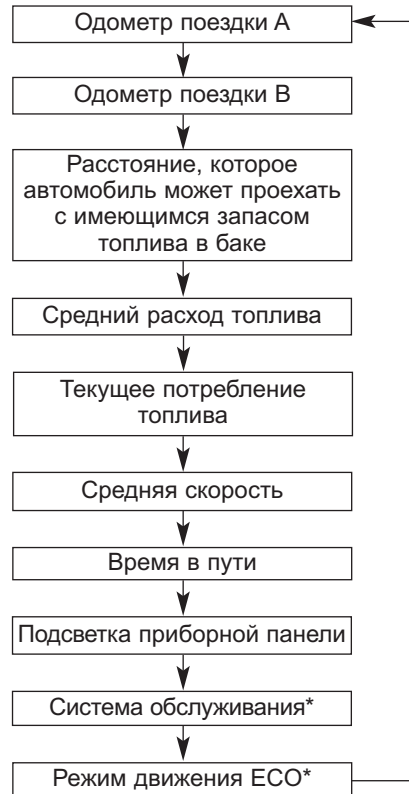 Одометр поездки A
Одометр поездки B
Расстояние, которое
автомобиль может проехать
с имеющимся запасом
топлива в баке
Средний расход топлива
Текущее потребление
топлива
Средняя скорость
Время в пути
Подсветка приборной панели
Система обслуживания*
Режим движения ECO*